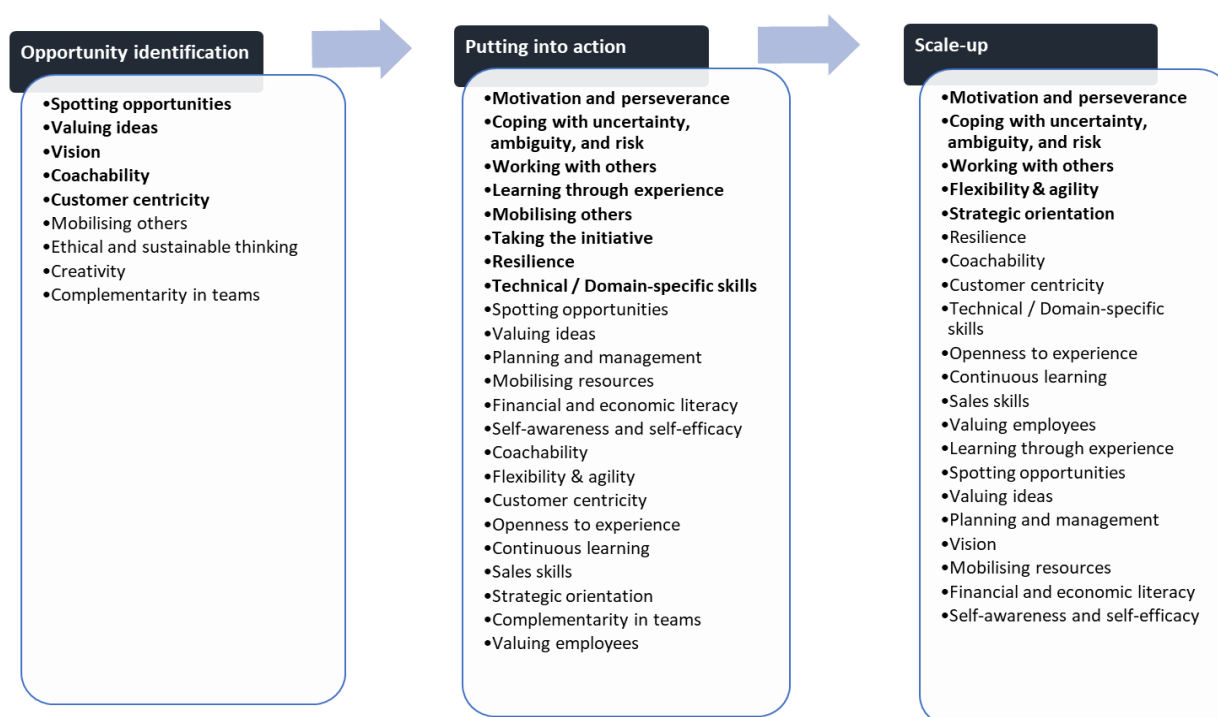 Opportunity identification
•Spotting opportunities
•Valuing ideas
•Vision
•Coachability
•Customer centricity
•Mobilising others
•Ethical and sustainable thinking
•Creativity
•Complementarity in teams
Putting into action
•Motivation and perseverance
•Coping with uncertainty,
ambiguity, and risk
•Working with others
•Learning through experience
•Mobilising others
•Taking the initiative
•Resilience
•Technical / Domain-specific skills
•Spotting opportunities
•Valuing ideas
•Planning and management
•Mobilising resources
•Financial and economic literacy
•Self-awareness and self-efficacy
•Coachability
•Flexibility & agility
•Customer centricity
•Openness to experience
•Continuous learning
•Sales skills
•Strategic orientation
•Complementarity in teams
•Valuing employees
Scale-up
•Motivation and perseverance
•Coping with uncertainty,
ambiguity, and risk
•Working with others
•Flexibility & agility
•Strategic orientation
•Resilience
•Coachability
•Customer centricity
•Technical / Domain-specific
skills
•Openness to experience
•Continuous learning
•Sales skills
•Valuing employees
•Learning through experience
•Spotting opportunities
•Valuing ideas
•Planning and management
•Vision
•Mobilising resources
•Financial and economic literacy
•Self-awareness and self-efficacy